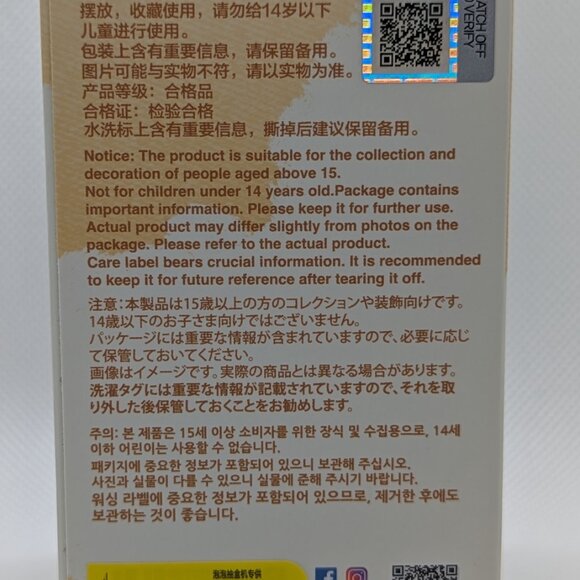 摆放，收藏使用，请勿给14岁以下
儿童进行使用。
包装上含有重要信息，请保留备用。
图片可能与实物不符，请以实物为准。
产品等级：合格品
合格证：检验合格
水洗标上含有重要信息，撕掉后建议保留备用。
ATCH OFF
O VERIFY
Notice: The product is suitable for the collection and
decoration of people aged above 15.
Not for children under 14 years old.Package contains
important information. Please keep it for further use.
Actual product may differ slightly from photos on the
package. Please refer to the actual product.
Care label bears crucial information. It is recommended
to keep it for future reference after tearing it off.
注意：本製品は15歳以上の方のコレクションや装飾向けです。
14歳以下のお子さま向けではございません。
パッケージには重要な情報が含まれていますので、必要に応じ
て保管しておいてください。
画像はイメージです。実際の商品とは異なる場合があります。
洗濯タグには重要な情報が記載されていますので、それを取
り外した後保管しておくことをお勧めします。
주의: 본 제품은 15세 이상 소비자를 위한 장식 및 수집용으로, 14세
이하 어린이는 사용할 수 없습니다.
패키지에 중요한 정보가 포함되어 있으니 보관해 주십시오.
사진과 실물이 다를 수 있으니 실물에 준해 주시기 바랍니다.
워싱 라벨에 중요한 정보가 포함되어 있으므로, 제거한 후에도
보관하는 것이 좋습니다.
泡泡抽盒机专供